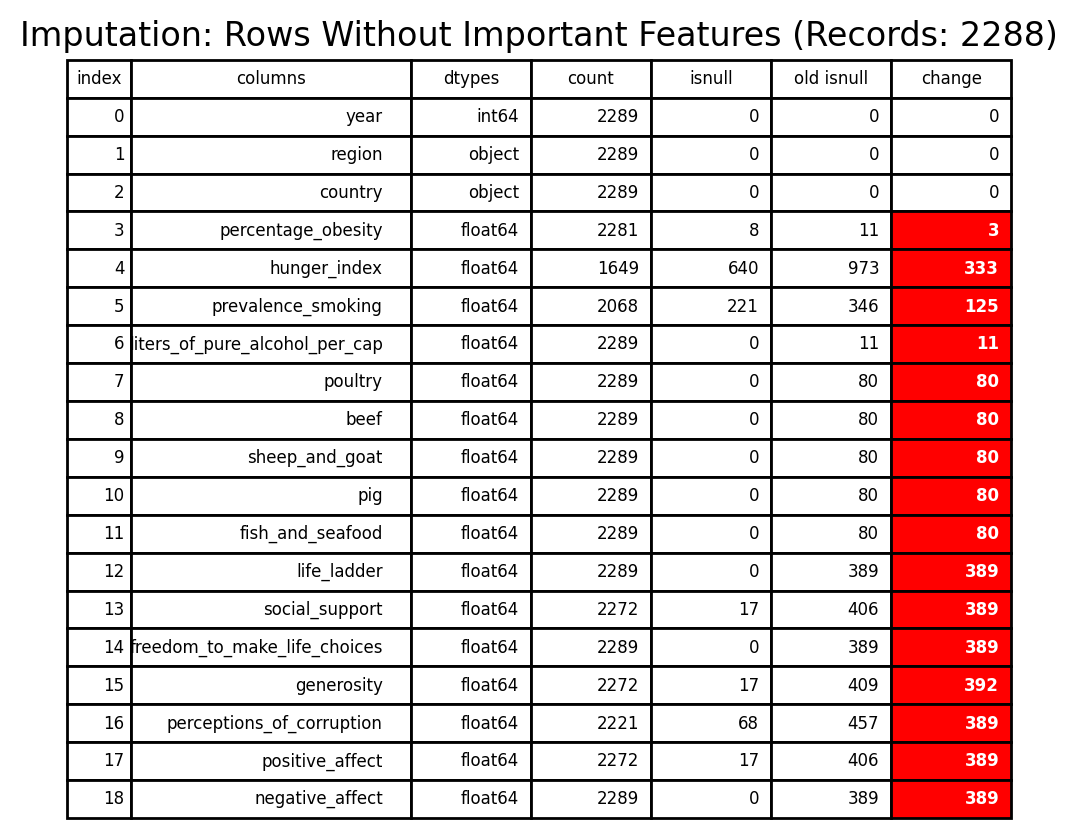 Imputation: Rows Without Important Features (Records: 2288)
index columns dtypes count isnull old isnull change
0 year int64 2289 0 0 0
1 region object 2289 0 0 0
2 country object 2289 0 0 0
3 percentage_obesity float64 2281 8 11 3
4 hunger_index float64 1649 640 973 333
5 prevalence_smoking float64 2068 221 346 125
6 iters_of_pure_alcohol_per_cap float64 2289 0 11 11
7 poultry float64 2289 0 80 80
8 beef float64 2289 0 80 80
9 sheep_and_goat float64 2289 0 80 80
10 pig float64 2289 0 80 80
11 fish_and_seafood float64 2289 0 80 80
12 life_ladder float64 2289 0 389 389
13 social_support float64 2272 17 406 389
14 freedom_to_make_life_choices float64 2289 0 389 389
15 generosity float64 2272 17 409 392
16 perceptions_of_corruption float64 2221 68 457 389
17 positive_affect float64 2272 17 406 389
18 negative_affect float64 2289 0 389 389